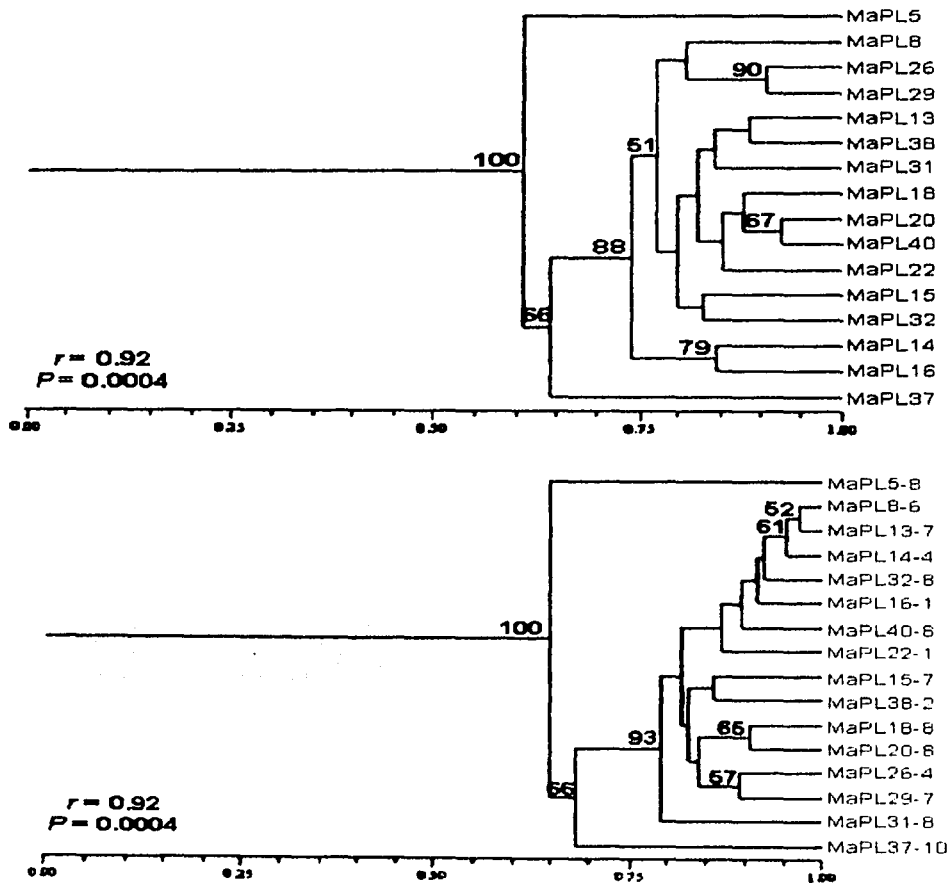 MaPL5
MaPL8
90 MaPL26
MaPL29
MaPL13
51 MaPL38
100 MaPL31
MaPL18
67 MaPL20
88 MaPL40
MaPL22
MaPL15
66 MaPL32
79 MaPL14
r = 0.92 MaPL16
P = 0.0004
MaPL37
0.00 0.25 0.50 0.75 1.00
MaPL5-8
52 MaPL8-6
61 MaPL13-7
MaPL14-4
MaPL32-8
MaPL16-1
100 MaPL40-8
MaPL22-1
MaPL15-7
MaPL38-2
65 MaPL18-8
93 MaPL20-8
57 MaPL26-4
66 MaPL29-7
r = 0.92 MaPL31-8
P = 0.0004
MaPL37-10
0.00 0.25 0.50 0.75 1.00